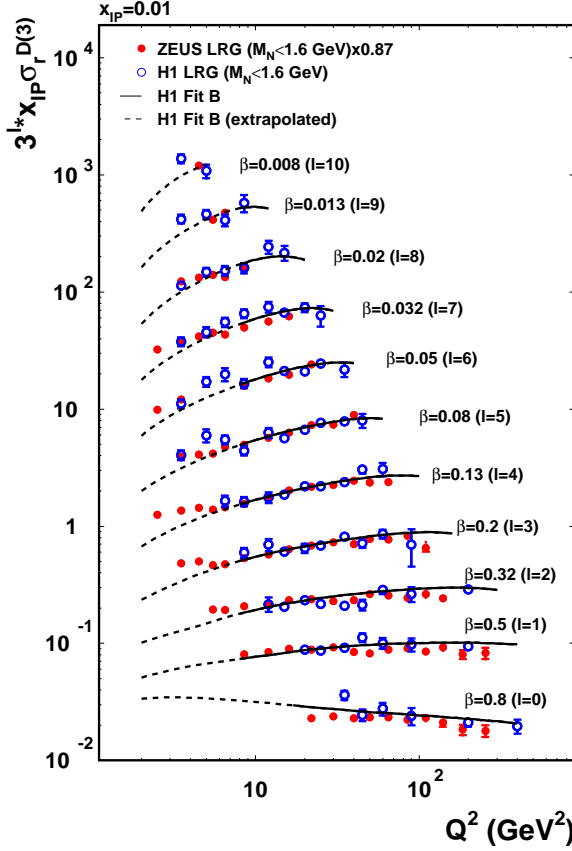 x_IP=0.01
3^l* x_IP σ_r^D(3)
10^4
10^3
10^2
10
1
10^-1
10^-2
ZEUS LRG (M_N<1.6 GeV)x0.87
H1 LRG (M_N<1.6 GeV)
H1 Fit B
H1 Fit B (extrapolated)
β=0.008 (l=10)
β=0.013 (l=9)
β=0.02 (l=8)
β=0.032 (l=7)
β=0.05 (l=6)
β=0.08 (l=5)
β=0.13 (l=4)
β=0.2 (l=3)
β=0.32 (l=2)
β=0.5 (l=1)
β=0.8 (l=0)
10 10^2
Q^2 (GeV^2)